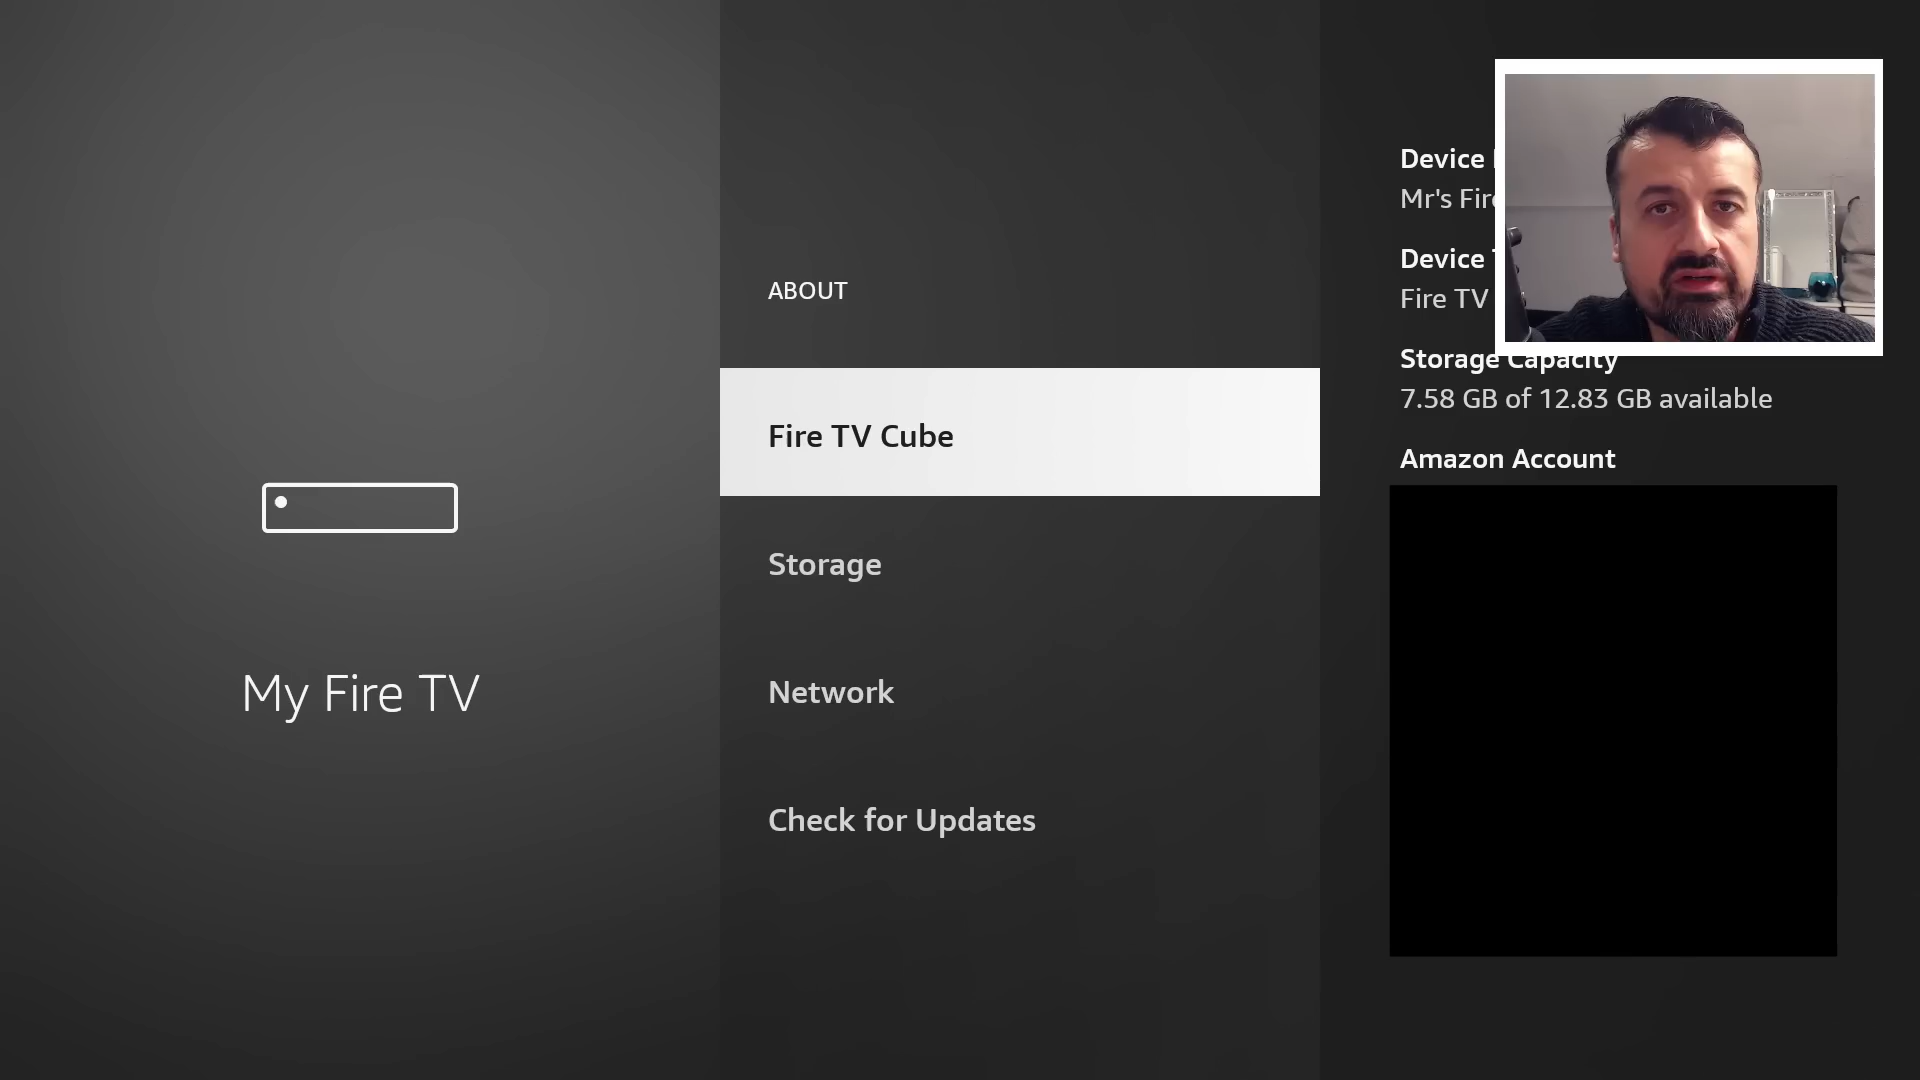 My Fire TV
ABOUT
Fire TV Cube
Storage
Network
Check for Updates
Device
Mr's Fire
Device
Fire TV
Storage Capacity
7.58 GB of 12.83 GB available
Amazon Account